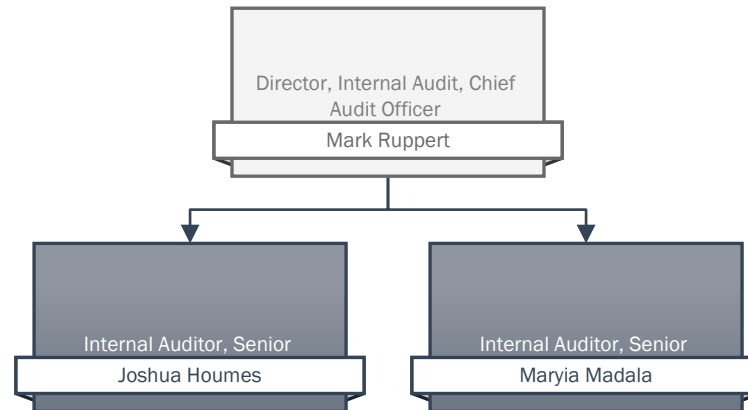 Director, Internal Audit, Chief
Audit Officer
Mark Ruppert
Internal Auditor, Senior
Joshua Houmes
Internal Auditor, Senior
Maryia Madala